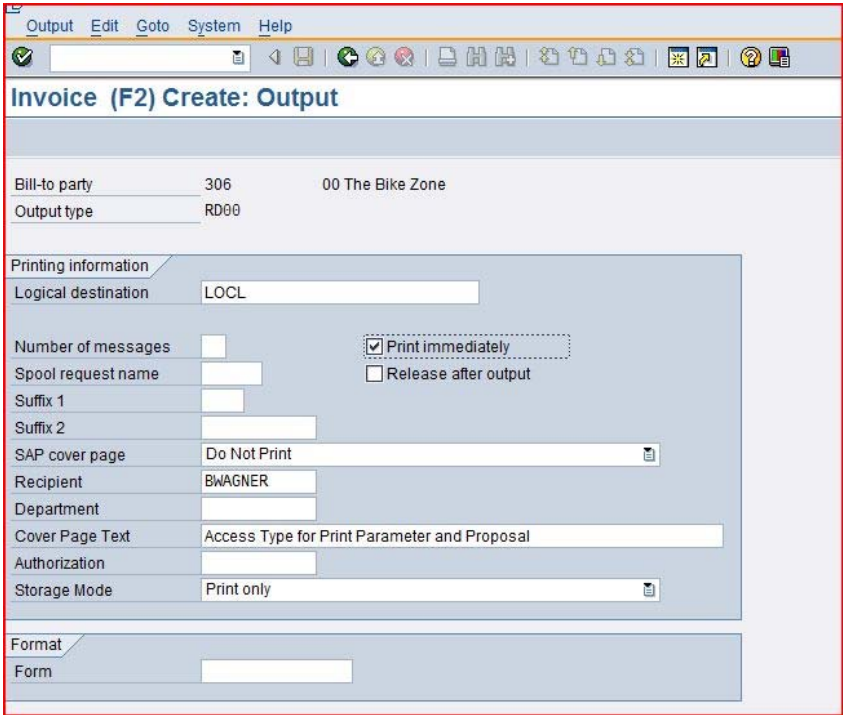 Output Edit Goto System Help
Invoice (F2) Create: Output
Bill-to party 306 00 The Bike Zone
Output type RD00
Printing information
Logical destination LOCL
Number of messages Print immediately
Spool request name Release after output
Suffix 1
Suffix 2
SAP cover page Do Not Print
Recipient BWAGNER
Department
Cover Page Text Access Type for Print Parameter and Proposal
Authorization
Storage Mode Print only
Format
Form